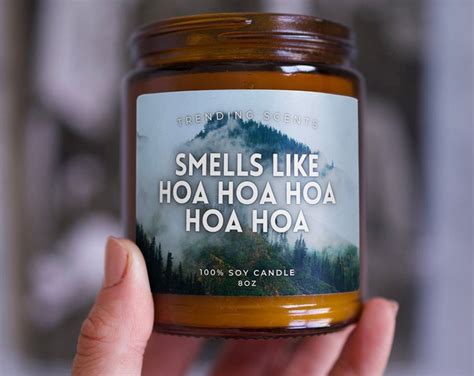 TRENDING SCENTS
SMELLS LIKE
HOA HOA HOA
HOA HOA
100% SOY CANDLE
8OZ